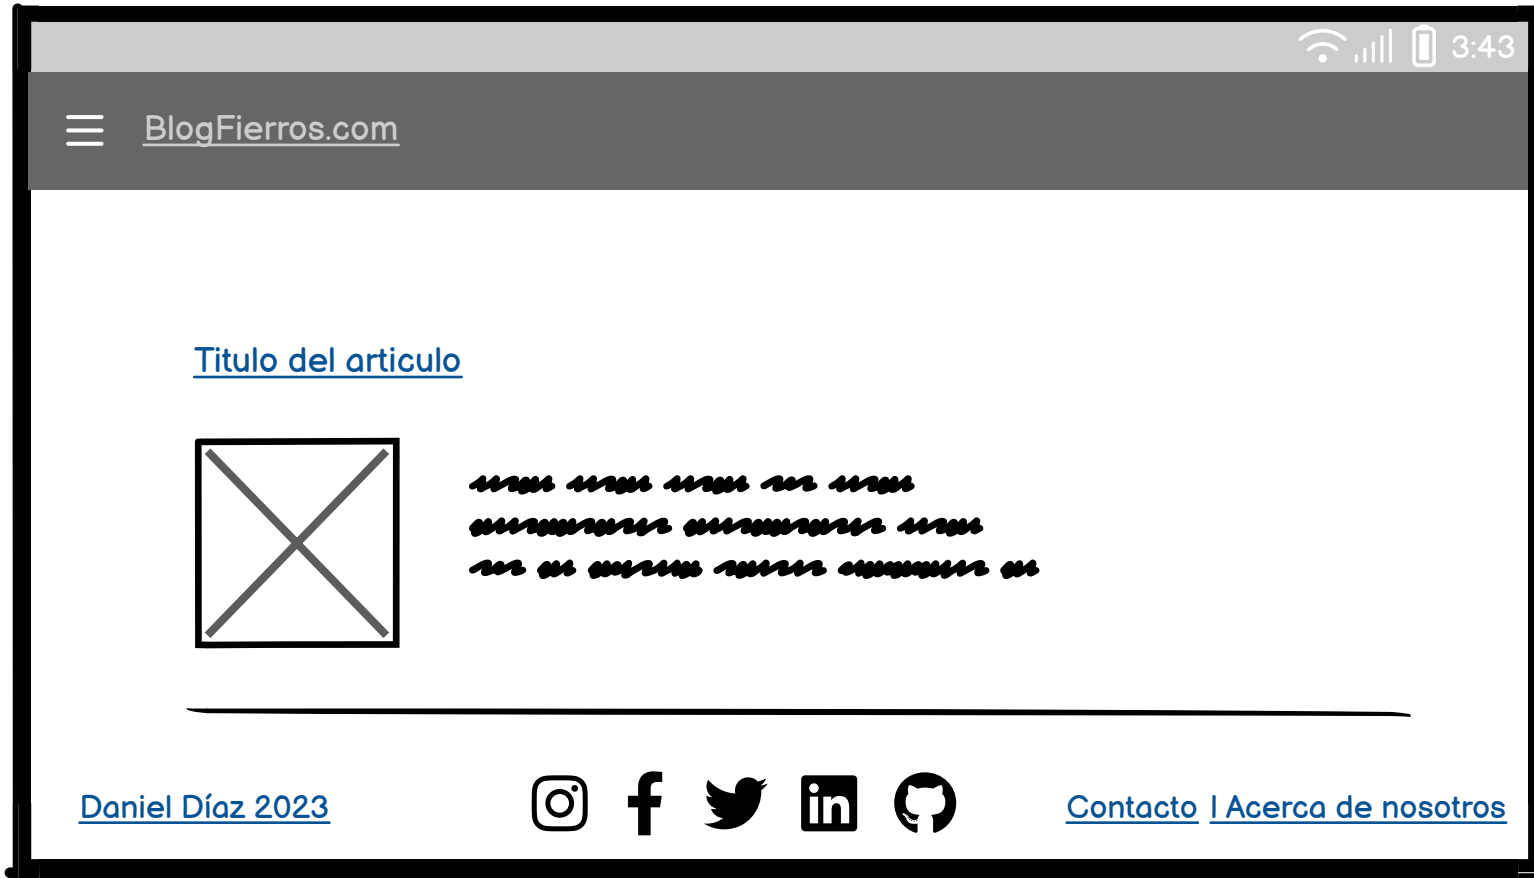 3:43
BlogFierros.com
Titulo del articulo
Daniel Díaz 2023
Contacto | Acerca de nosotros